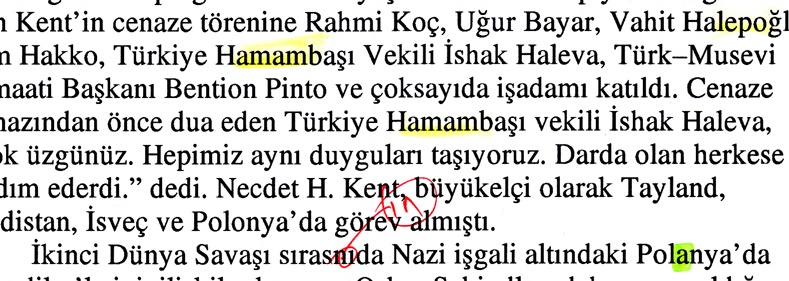 n Kent’in cenaze törenine Rahmi Koç, Uğur Bayar, Vahit Halepoğl
m Hakko, Türkiye Hamambaşı Vekili İshak Haleva, Türk–Musevi
maati Başkanı Bention Pinto ve çoksayıda işadamı katıldı. Cenaze
nazından önce dua eden Türkiye Hamambaşı vekili İshak Haleva,
ok üzgünüz. Hepimiz aynı duyguları taşıyoruz. Darda olan herkese
dım ederdi.” dedi. Necdet H. Kent, büyükelçi olarak Tayland,
distan, İsveç ve Polonya’da görev almıştı.
İkinci Dünya Savaşı sırasnıda Nazi işgali altındaki Polanya’da